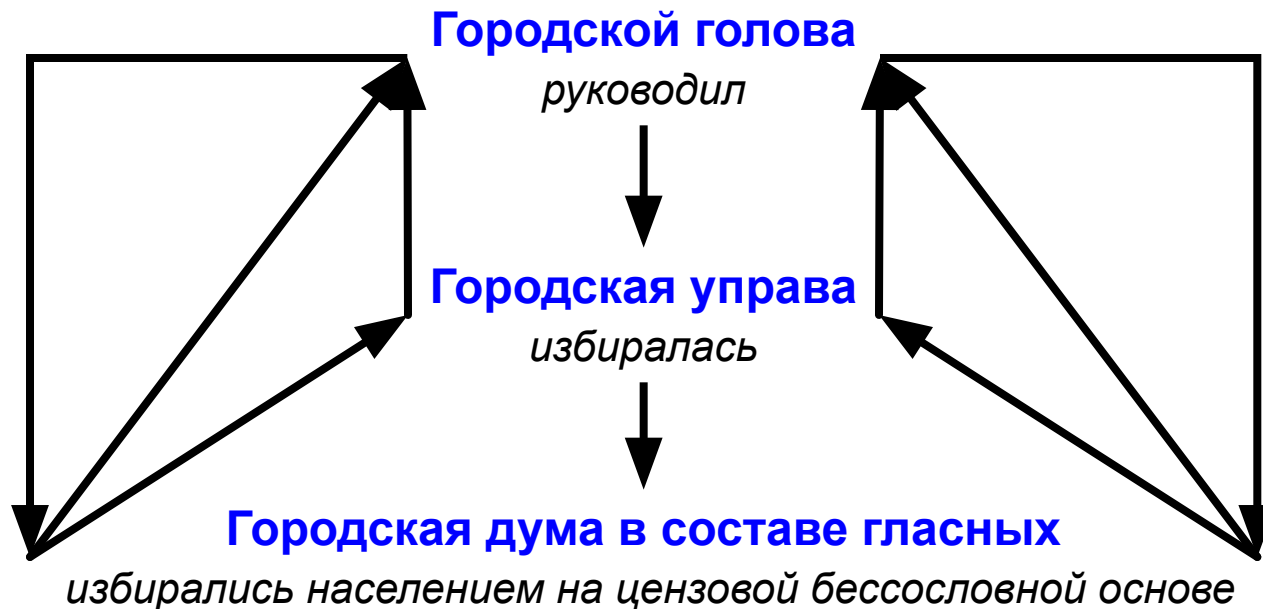 Городской голова
руководил
Городская управа
избиралась
Городская дума в составе гласных
избирались населением на цензовой бессословной основе